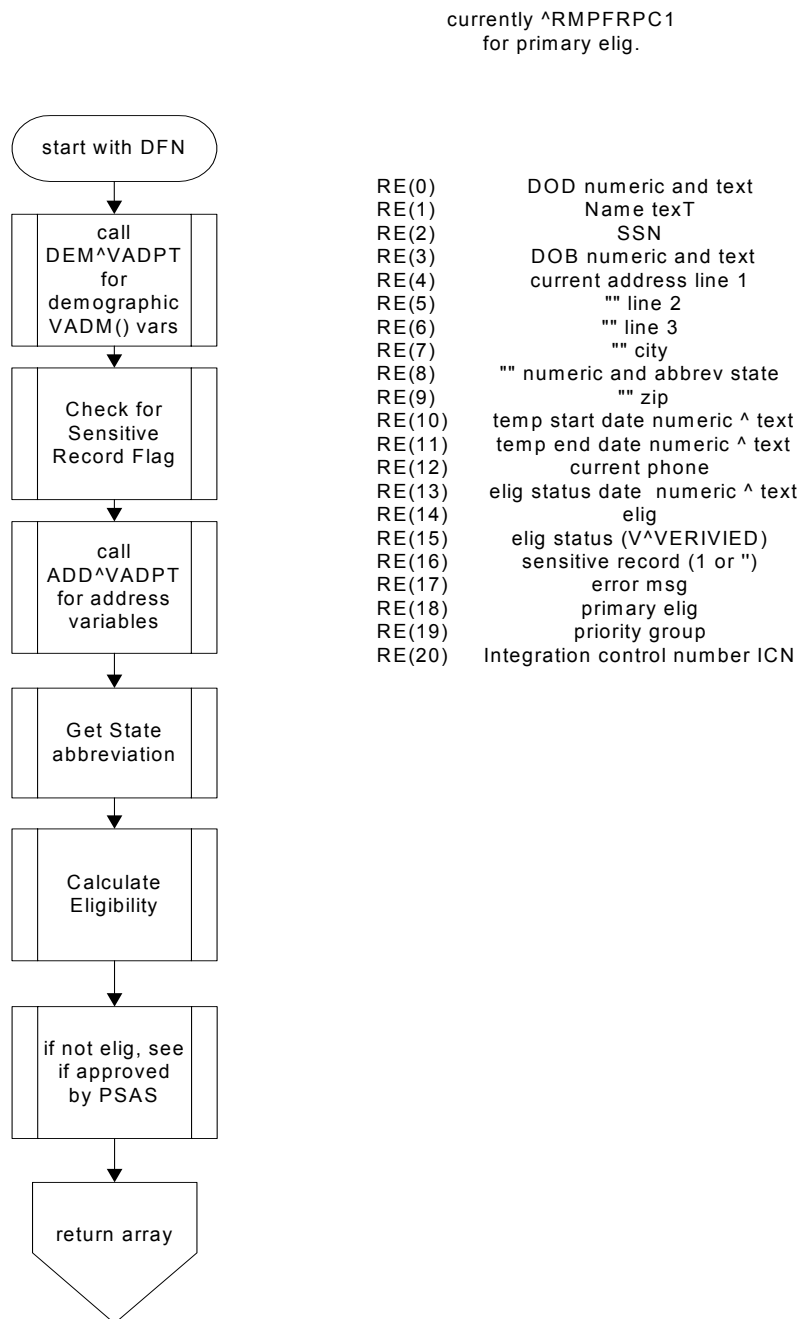 currently ^RMPFRPC1
for primary elig.
start with DFN
call
DEM^VADPT
for
demographic
VADM() vars
Check for
Sensitive
Record Flag
call
ADD^VADPT
for address
variables
Get State
abbreviation
Calculate
Eligibility
if not elig, see
if approved
by PSAS
return array
RE(0) DOD numeric and text
RE(1) Name texT
RE(2) SSN
RE(3) DOB numeric and text
RE(4) current address line 1
RE(5) "" line 2
RE(6) "" line 3
RE(7) "" city
RE(8) "" numeric and abbrev state
RE(9) "" zip
RE(10) temp start date numeric ^ text
RE(11) temp end date numeric ^ text
RE(12) current phone
RE(13) elig status date numeric ^ text
RE(14) elig
RE(15) elig status (V^VERIVIED)
RE(16) sensitive record (1 or '')
RE(17) error msg
RE(18) primary elig
RE(19) priority group
RE(20) Integration control number ICN